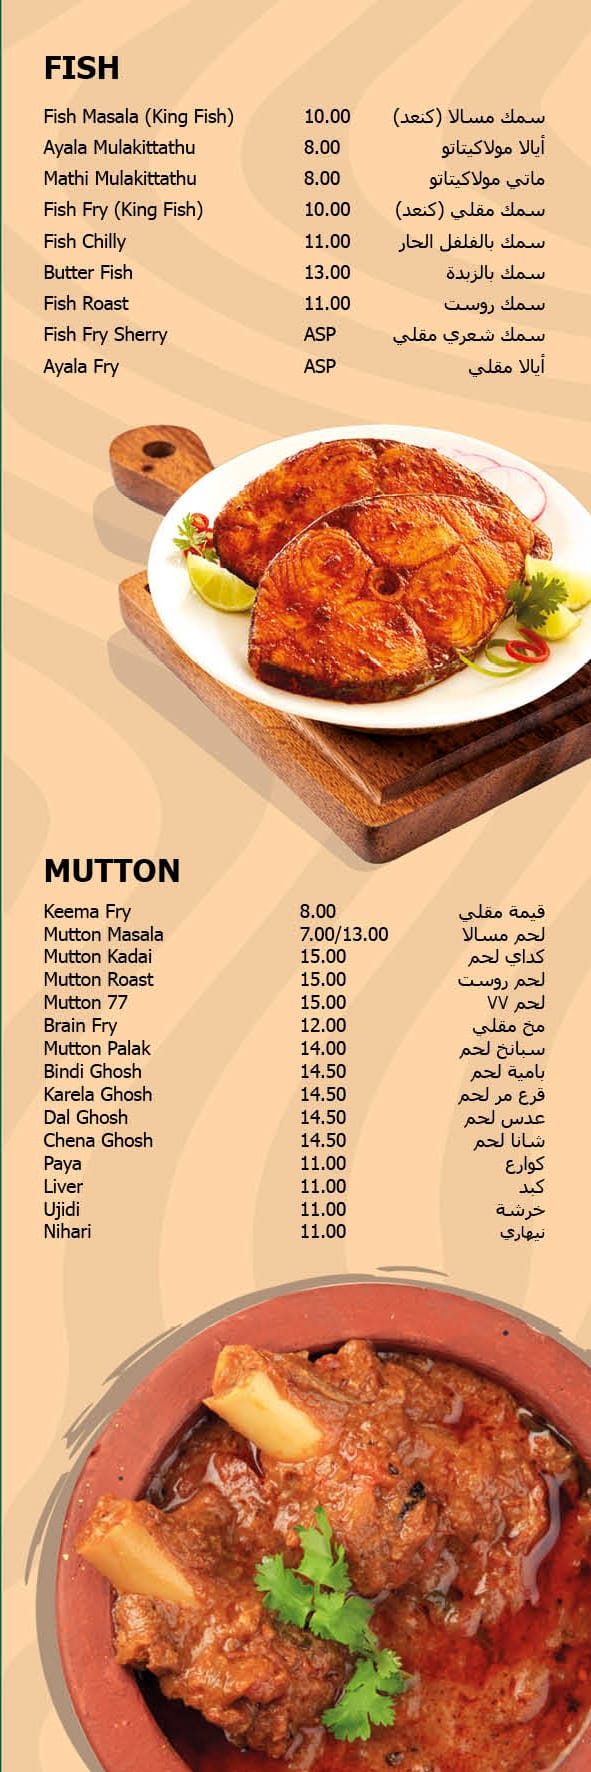 FISH
Fish Masala (King Fish) 10.00 سمك مسالا (كنعد)
Ayala Mulakittathu 8.00 أيالا مولاكيتاتو
Mathi Mulakittathu 8.00 ماتي مولاكيتاتو
Fish Fry (King Fish) 10.00 سمك مقلي (كنعد)
Fish Chilly 11.00 سمك بالفلفل الحار
Butter Fish 13.00 سمك بالزبدة
Fish Roast 11.00 سمك روست
Fish Fry Sherry ASP سمك شعري مقلي
Ayala Fry ASP أيالا مقلي
MUTTON
Keema Fry 8.00 قيمة مقلي
Mutton Masala 7.00/13.00 لحم مسالا
Mutton Kadai 15.00 كداي لحم
Mutton Roast 15.00 لحم روست
Mutton 77 15.00 لحم ٧٧
Brain Fry 12.00 مخ مقلي
Mutton Palak 14.00 سبانخ لحم
Bindi Ghosh 14.50 بامية لحم
Karela Ghosh 14.50 قرع مر لحم
Dal Ghosh 14.50 عدس لحم
Chena Ghosh 14.50 شانا لحم
Paya 11.00 كوارع
Liver 11.00 كبد
Ujidi 11.00 خرشة
Nihari 11.00 نيهاري